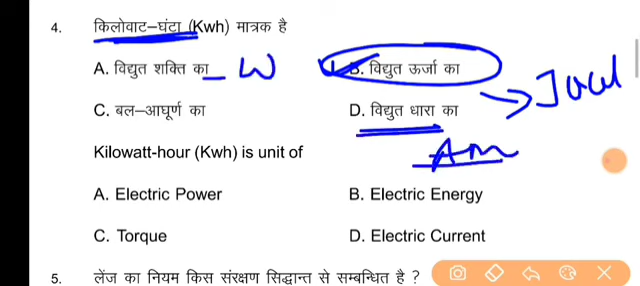 4. किलोवाट–घंटा (Kwh) मात्रक है
A. विद्युत शक्ति का W B. विद्युत ऊर्जा का
C. बल–आघूर्ण का D. विद्युत धारा का
Kilowatt-hour (Kwh) is unit of Am
A. Electric Power B. Electric Energy
C. Torque D. Electric Current
5. लेंज का नियम किस संरक्षण सिद्धान्त से सम्बन्धित है ?